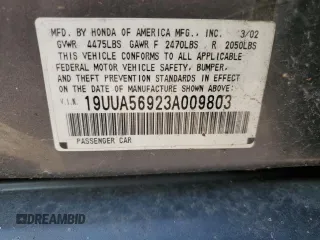 MFD. BY HONDA OF AMERICA MFG., INC. 3/02
GVWR 4475LBS GAWR F 2470LBS R 2050LBS
THIS VEHICLE CONFORMS TO ALL APPLICABLE
FEDERAL MOTOR VEHICLE SAFETY, BUMPER,
AND THEFT PREVENTION STANDARDS IN EFFECT ON
THE DATE OF MANUFACTURE SHOWN ABOVE.
V.I.N. 19UUA56923A009803
PASSENGER CAR
DREAMBID